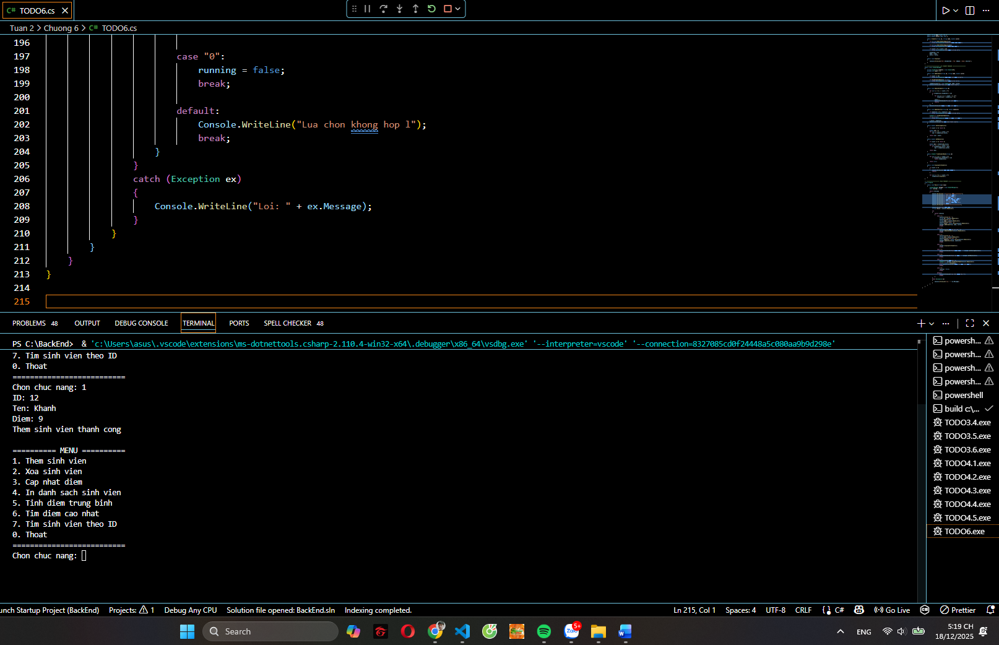 C# TODO6.cs
Tuan 2 > Chuong 6 > C# TODO6.cs
196
197 case "0":
198 running = false;
199 break;
200
201 default:
202 Console.WriteLine("Lua chon khong hop l");
203 break;
204 }
205 }
206 catch (Exception ex)
207 {
208 Console.WriteLine("Loi: " + ex.Message);
209 }
210 }
211 }
212 }
213 }
214
215
PROBLEMS 48 OUTPUT DEBUG CONSOLE TERMINAL PORTS SPELL CHECKER 48
PS C:\BackEnd> & 'c:\Users\asus\.vscode\extensions\ms-dotnettools.csharp-2.110.4-win32-x64\.debugger\x86_64\vsdbg.exe' '--interpreter=vscode' '--connection=8327085cd0f24448a5c080aa9b9d298e'
7. Tim sinh vien theo ID
0. Thoat
==========================
Chon chuc nang: 1
ID: 12
Ten: Khanh
Diem: 9
Them sinh vien thanh cong
========== MENU ==========
1. Them sinh vien
2. Xoa sinh vien
3. Cap nhat diem
4. In danh sach sinh vien
5. Tinh diem trung binh
6. Tim diem cao nhat
7. Tim sinh vien theo ID
0. Thoat
==========================
Chon chuc nang:
powersh...
powersh...
powersh...
powersh...
powershell
build c:\...
TODO3.4.exe
TODO3.5.exe
TODO3.6.exe
TODO4.1.exe
TODO4.2.exe
TODO4.3.exe
TODO4.4.exe
TODO4.5.exe
TODO6.exe
unch Startup Project (BackEnd) Projects: 1 Debug Any CPU Solution file opened: BackEnd.sln Indexing completed. Ln 215, Col 1 Spaces: 4 UTF-8 CRLF C# Go Live Prettier
Search
Zalo 5+
ENG
5:19 CH
18/12/2025